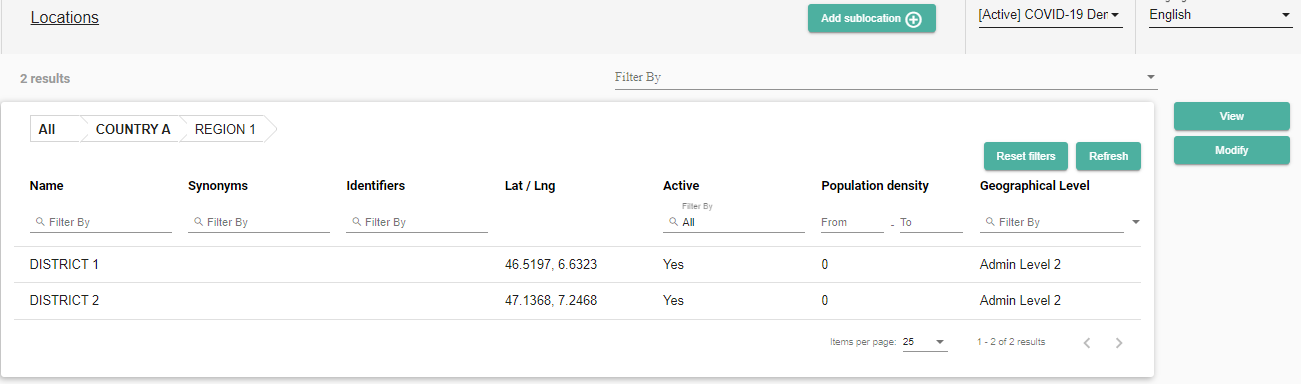 Locations
Add sublocation
[Active] COVID-19 Der
English
2 results
Filter By
All
COUNTRY A
REGION 1
View
Modify
Reset filters
Refresh
Name Synonyms Identifiers Lat / Lng Active Population density Geographical Level
Filter By
Filter By Filter By Filter By All From - To Filter By
DISTRICT 1 46.5197, 6.6323 Yes 0 Admin Level 2
DISTRICT 2 47.1368, 7.2468 Yes 0 Admin Level 2
Items per page: 25 1 - 2 of 2 results